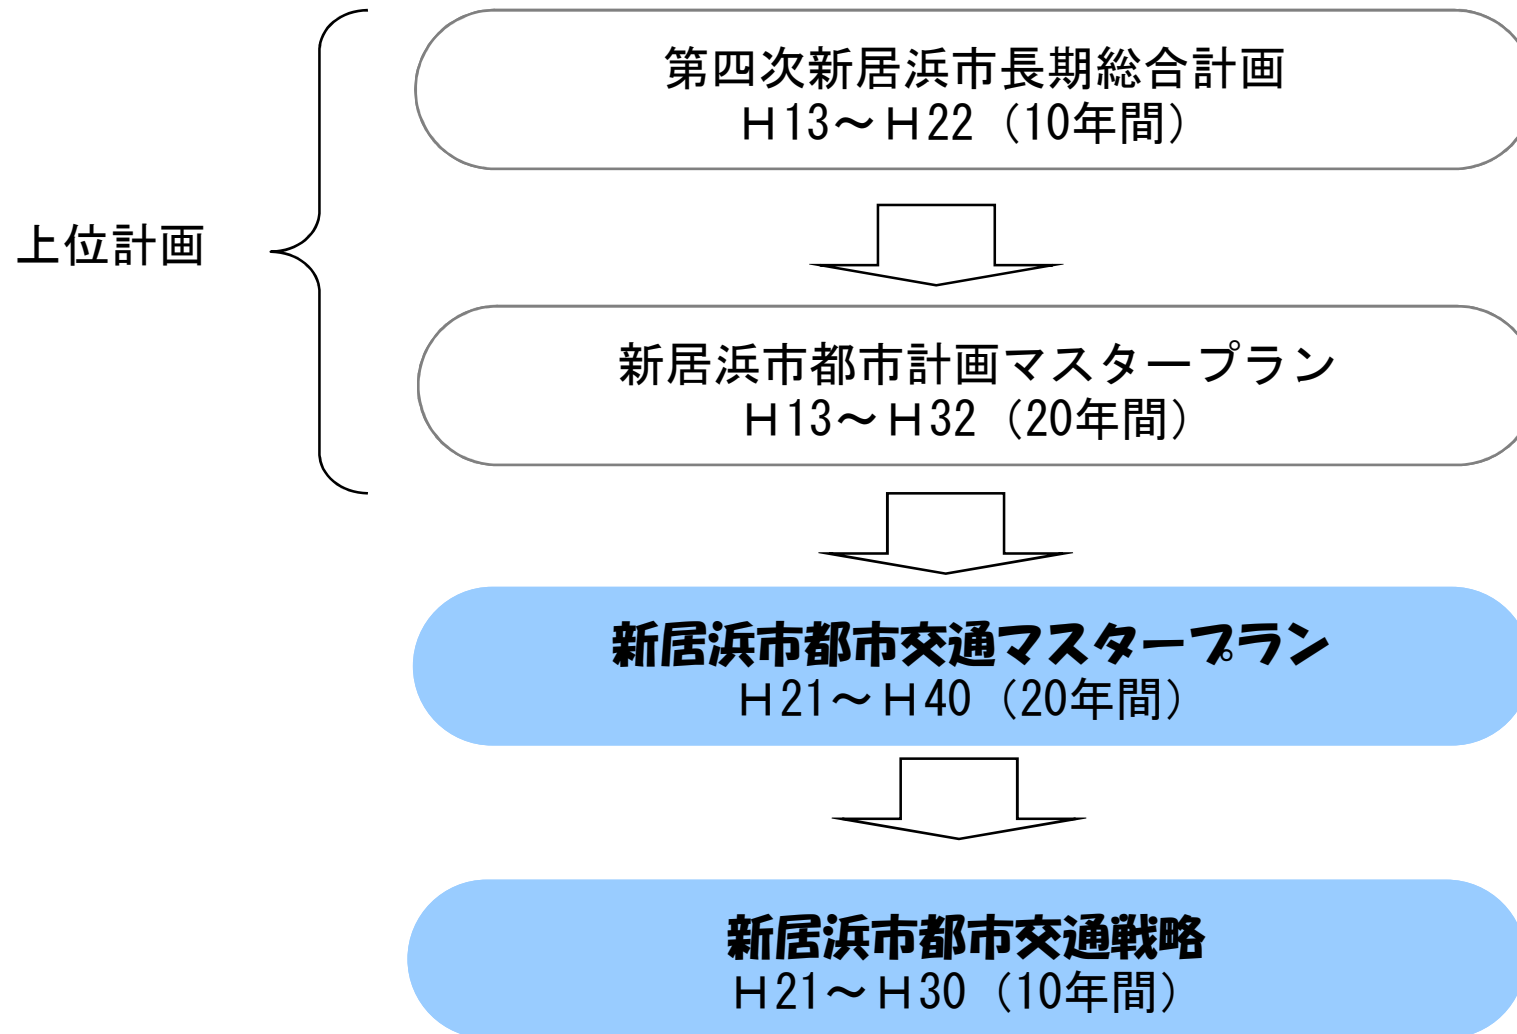 第四次新居浜市長期総合計画
Ｈ13～Ｈ22（10年間）
上位計画
新居浜市都市計画マスタープラン
Ｈ13～Ｈ32（20年間）
新居浜市都市交通マスタープラン
Ｈ21～Ｈ40（20年間）
新居浜市都市交通戦略
Ｈ21～Ｈ30（10年間）